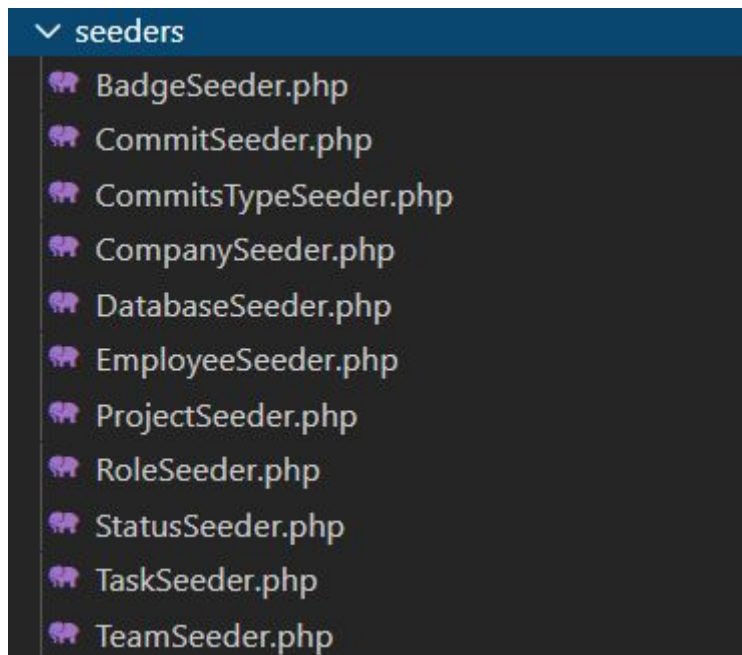 seeders
BadgeSeeder.php
CommitSeeder.php
CommitsTypeSeeder.php
CompanySeeder.php
DatabaseSeeder.php
EmployeeSeeder.php
ProjectSeeder.php
RoleSeeder.php
StatusSeeder.php
TaskSeeder.php
TeamSeeder.php